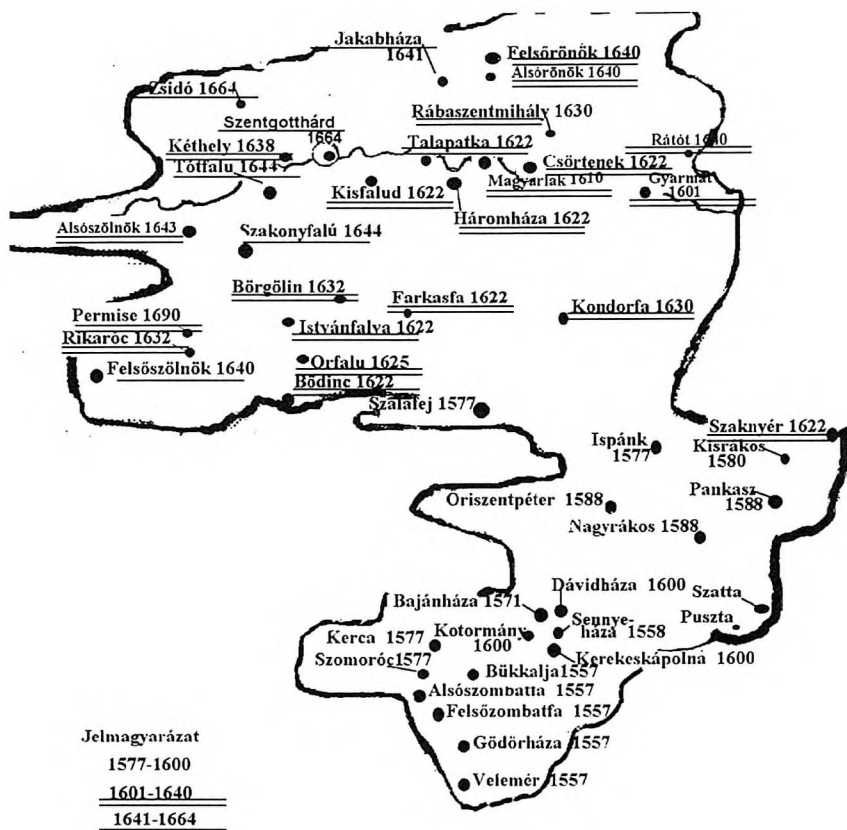 Jakabháza
1641
Felsőrönök 1640
Alsórönök 1640
Zsidó 1664
Rábaszentmihály 1630
Szentgotthárd
1664
Talapatka 1622
Rátót 1640
Kéthely 1638
Csörtenek 1622
Tótfalu 1644
Kisfalud 1622
Magyarlak 1610
Gyarmat
1601
Háromháza 1622
Alsószölnök 1643
Szakonyfalú 1644
Börgölin 1632
Farkasfa 1622
Kondorfa 1630
Permise 1690
Istvánfalva 1622
Rikaróc 1632
Orfalu 1625
Felsőszölnök 1640
Bödinc 1622
Szalafej 1577
Szaknyér 1622
Ispánk
1577
Kisrákos
1580
Őriszentpéter 1588
Pankasz
1588
Nagyrákos 1588
Dávidháza 1600
Szatta
Bajánháza 1571
Puszta
Sennye-
háza 1558
Kerca 1577
Kotormány
1600
Kerekeskápolna 1600
Szomoróc 1577
Bükkalja 1557
Alsószombatfa 1557
Felsőzombatfa 1557
Jelmagyarázat
Gödörháza 1557
1577-1600
Velemér 1557
1601-1640
1641-1664